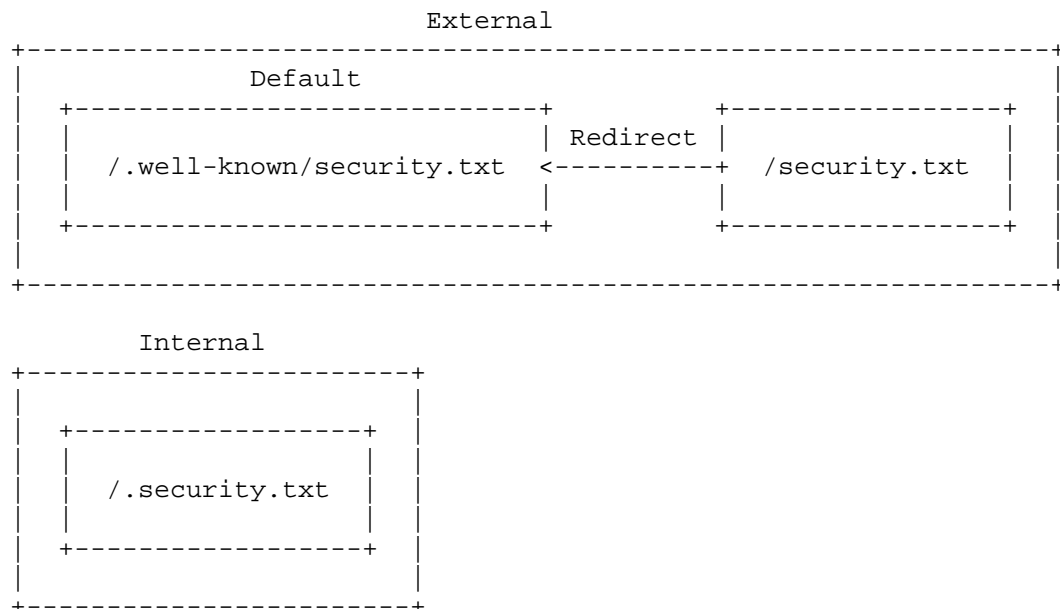 External
Default
Redirect
/.well-known/security.txt /security.txt
Internal
/.security.txt